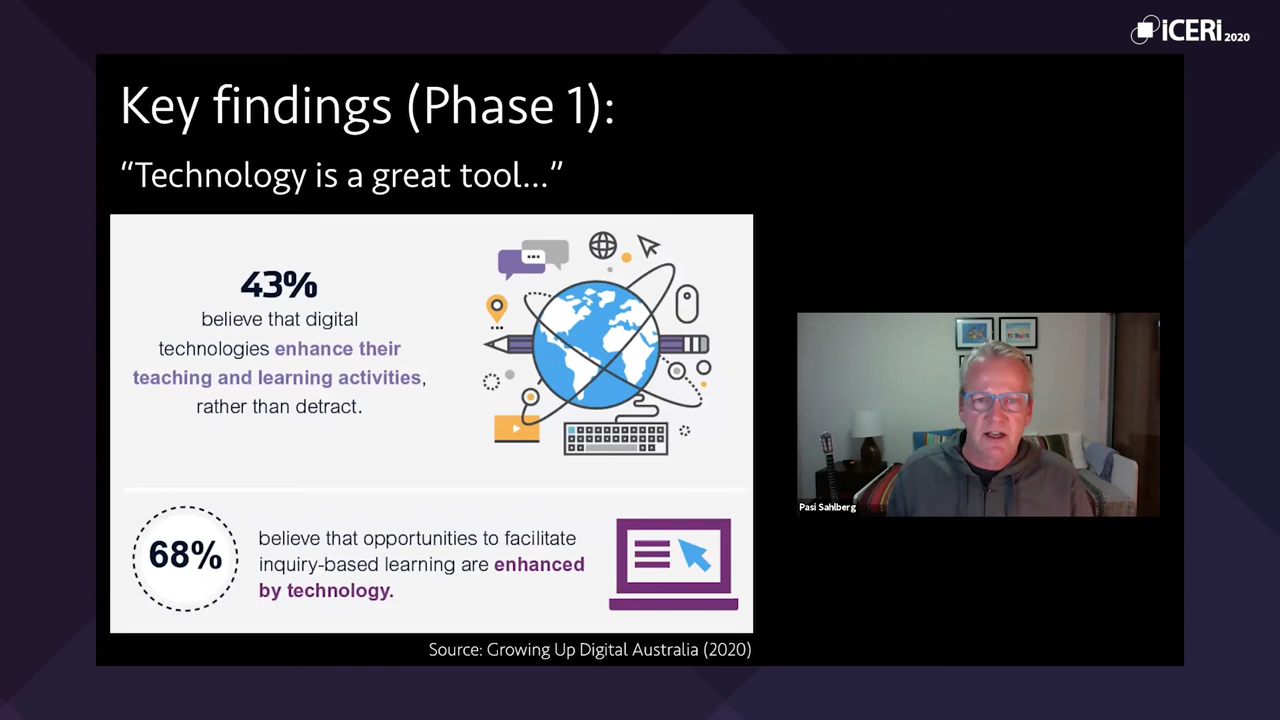 iCERi 2020
Key findings (Phase 1):
“Technology is a great tool...”
43%
believe that digital
technologies enhance their
teaching and learning activities,
rather than detract.
68%
believe that opportunities to facilitate
inquiry-based learning are enhanced
by technology.
Pasi Sahlberg
Source: Growing Up Digital Australia (2020)